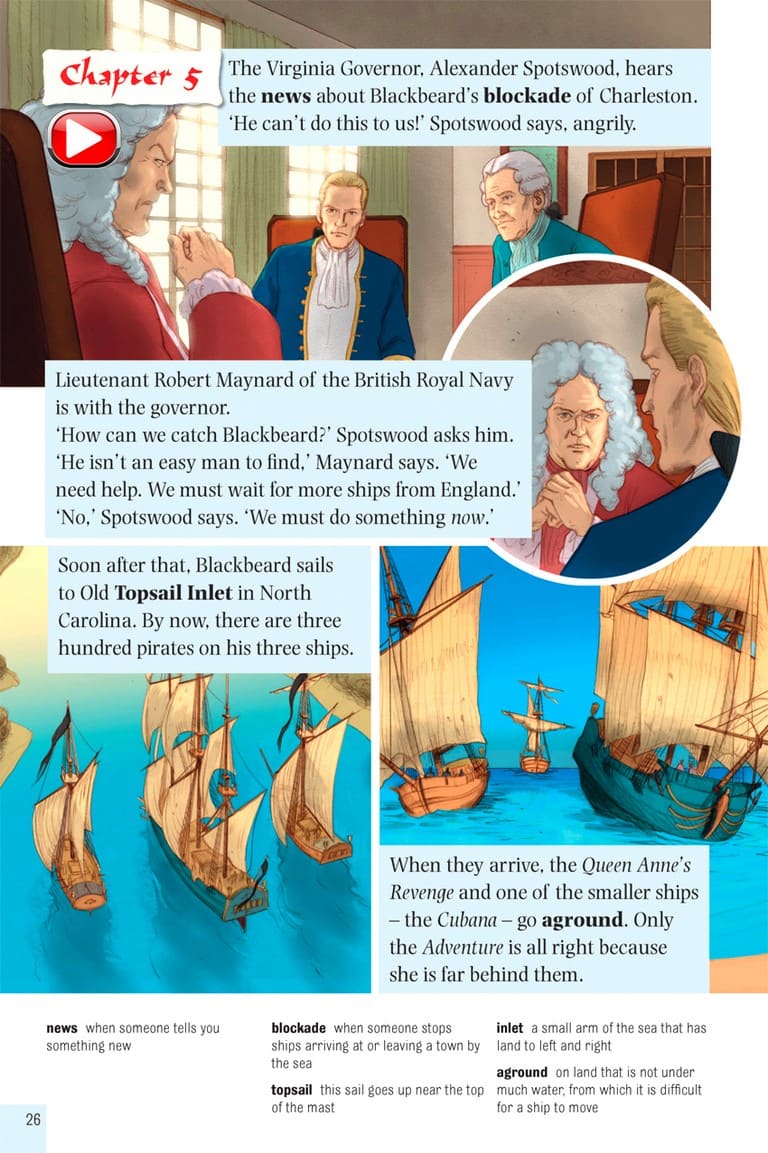 Chapter 5
The Virginia Governor, Alexander Spotswood, hears
the news about Blackbeard's blockade of Charleston.
‘He can't do this to us!’ Spotswood says, angrily.
Lieutenant Robert Maynard of the British Royal Navy
is with the governor.
‘How can we catch Blackbeard?’ Spotswood asks him.
‘He isn't an easy man to find,’ Maynard says. ‘We
need help. We must wait for more ships from England.’
‘No,’ Spotswood says. ‘We must do something now.’
Soon after that, Blackbeard sails
to Old Topsail Inlet in North
Carolina. By now, there are three
hundred pirates on his three ships.
When they arrive, the Queen Anne's
Revenge and one of the smaller ships
– the Cubana – go aground. Only
the Adventure is all right because
she is far behind them.
news when someone tells you
something new
blockade when someone stops
ships arriving at or leaving a town by
the sea
topsail this sail goes up near the top
of the mast
inlet a small arm of the sea that has
land to left and right
aground on land that is not under
much water, from which it is difficult
for a ship to move
26